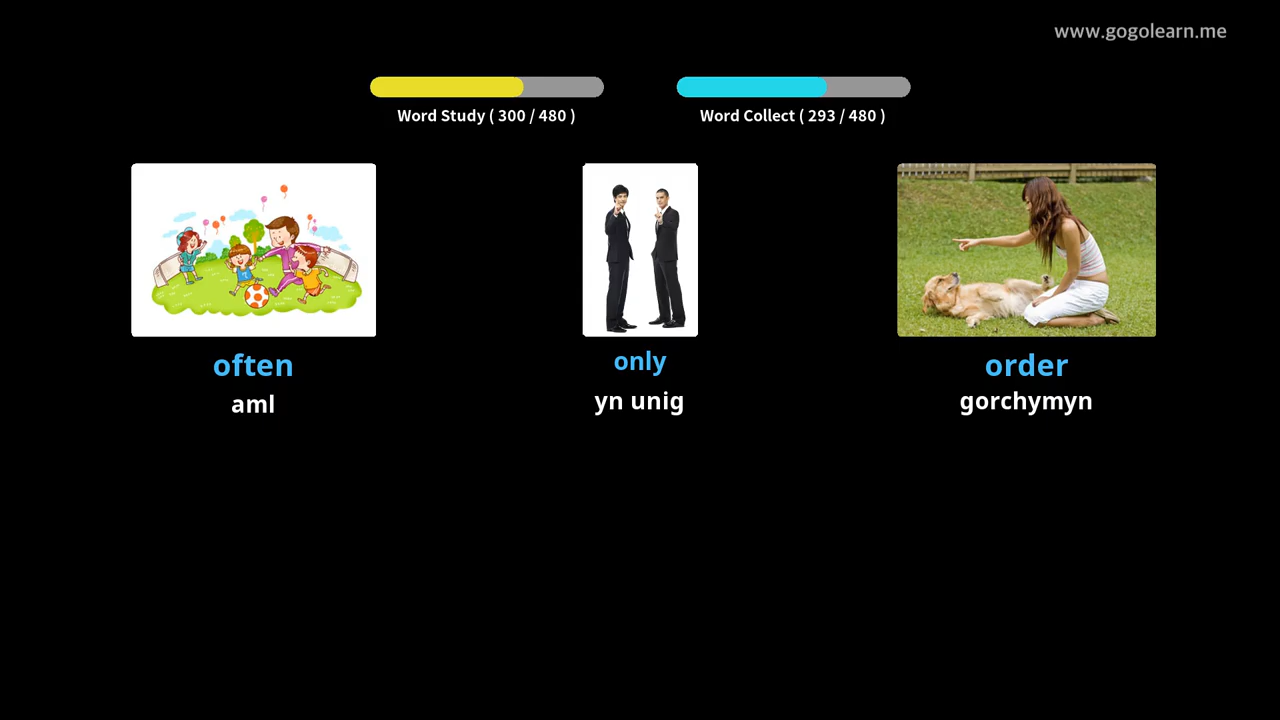 www.gogolearn.me
Word Study ( 300 / 480 )
Word Collect ( 293 / 480 )
often
aml
only
yn unig
order
gorchymyn